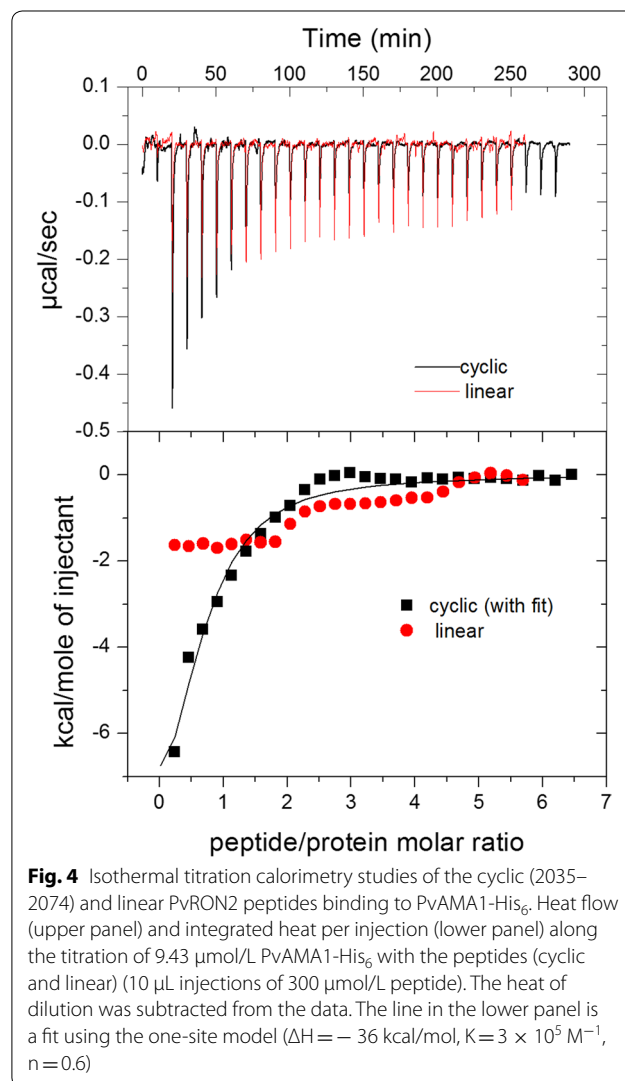 Time (min)
0 50 100 150 200 250 300
0.1
0.0
-0.1
-0.2
-0.3
-0.4
-0.5
µcal/sec
cyclic
linear
0
-2
-4
-6
kcal/mole of injectant
cyclic (with fit)
linear
0 1 2 3 4 5 6 7
peptide/protein molar ratio
Fig. 4 Isothermal titration calorimetry studies of the cyclic (2035–
2074) and linear PvRON2 peptides binding to PvAMA1-His₆. Heat flow
(upper panel) and integrated heat per injection (lower panel) along
the titration of 9.43 µmol/L PvAMA1-His₆ with the peptides (cyclic
and linear) (10 µL injections of 300 µmol/L peptide). The heat of
dilution was subtracted from the data. The line in the lower panel is
a fit using the one-site model (ΔH = − 36 kcal/mol, K = 3 × 10⁵ M⁻¹,
n = 0.6)